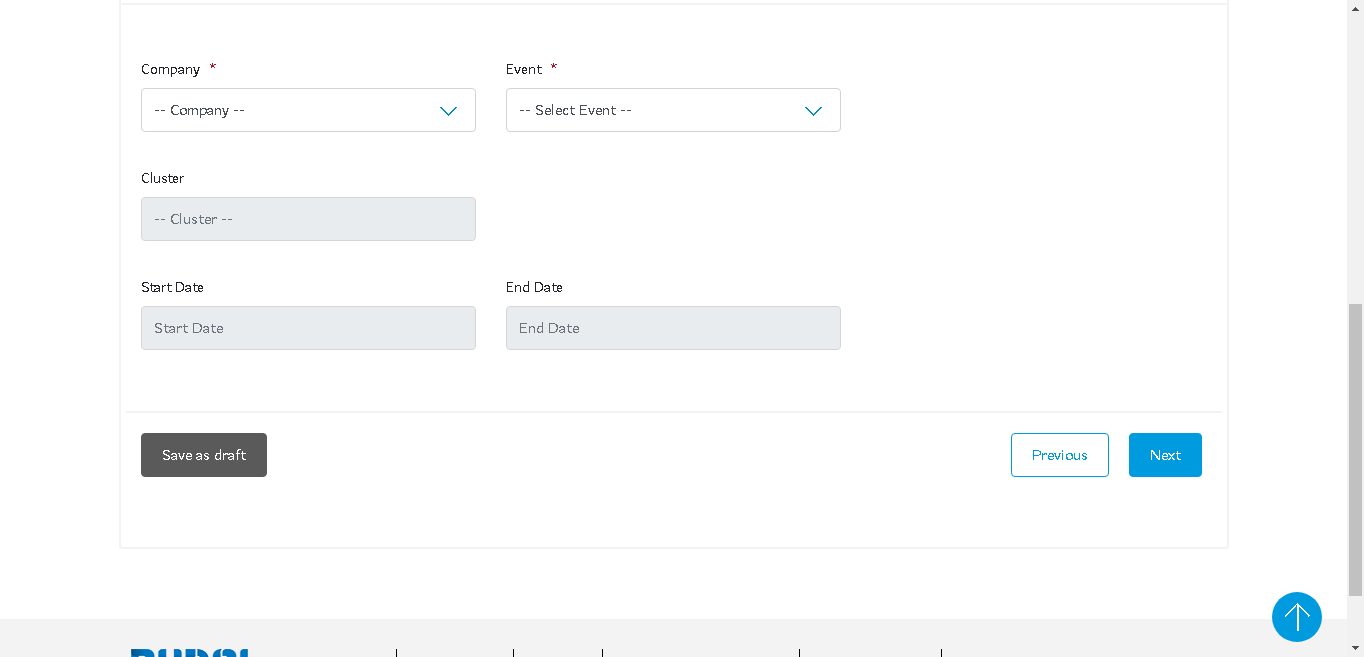 Company * Event *
-- Company -- -- Select Event --
Cluster
-- Cluster --
Start Date End Date
Start Date End Date
Save as draft Previous Next